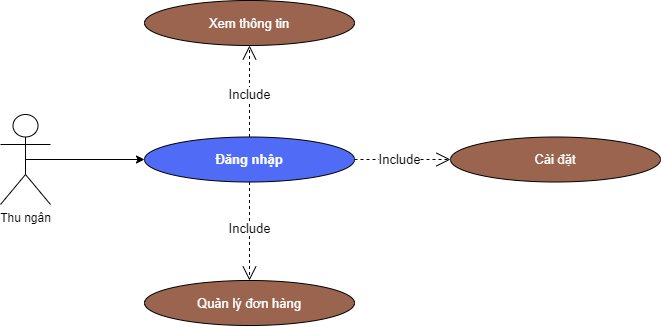 Xem thông tin
Include
Đăng nhập
Include
Cài đặt
Thu ngân
Include
Quản lý đơn hàng